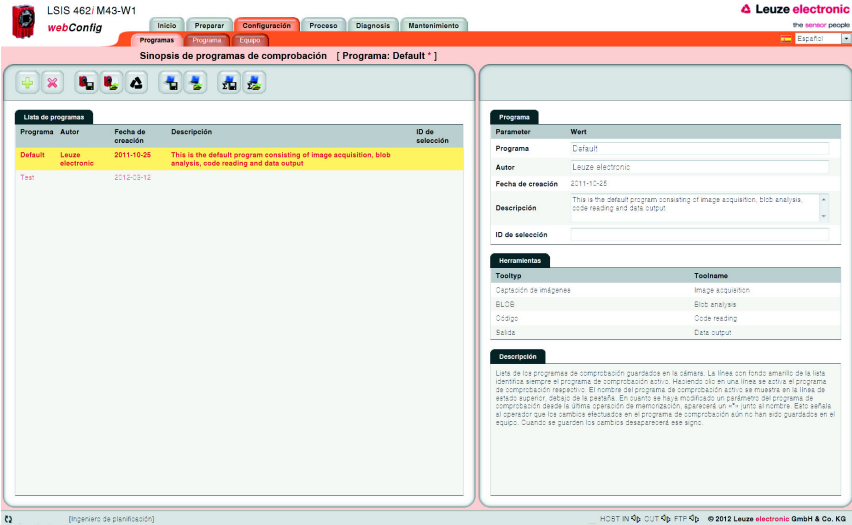 LSIS 462i M43-W1
webConfig
Leuze electronic
the sensor people
Inicio Preparar Configuración Proceso Diagnosis Mantenimiento
Programas Programa Equipo
Español
Sinopsis de programas de comprobación [ Programa: Default * ]
Lista de programas
Programa Autor Fecha de creación Descripción ID de selección
Default Leuze electronic 2011-10-25 This is the default program consisting of image acquisition, blob
analysis, code reading and data output
Test 2012-03-12
Programa
Parameter Wert
Programa Default
Autor Leuze electronic
Fecha de creación 2011-10-25
Descripción This is the default program consisting of image acquisition, blob analysis,
code reading and data output
ID de selección
Herramientas
Tooltyp Toolname
Captación de imágenes Image acquisition
BLOB Blob analysis
Código Code reading
Salida Data output
Descripción
Lista de los programas de comprobación guardados en la cámara. La línea con fondo amarillo de la lista
identifica siempre el programa de comprobación activo. Haciendo clic en una línea se activa el programa
de comprobación respectivo. El nombre del programa de comprobación activo se muestra en la línea de
estado superior, debajo de la pestaña. En cuanto se haya modificado un parámetro del programa de
comprobación desde la última operación de memorización, aparecerá un «*» junto al nombre. Esto señala
al operador que los cambios efectuados en el programa de comprobación aún no han sido guardados en el
equipo. Cuando se guarden los cambios desaparecerá ese signo.
[Ingeniero de planificación]
HOST IN OUT FTP © 2012 Leuze electronic GmbH & Co. KG